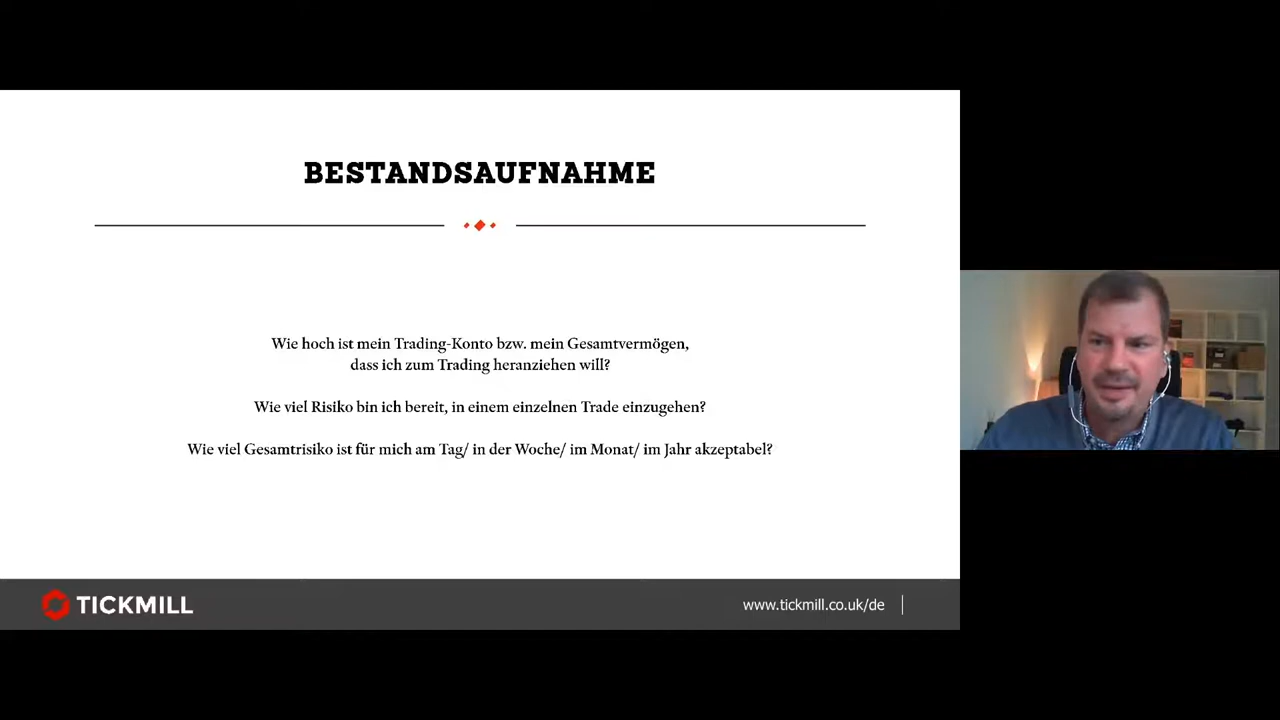 BESTANDSAUFNAHME
Wie hoch ist mein Trading-Konto bzw. mein Gesamtvermögen,
dass ich zum Trading heranziehen will?
Wie viel Risiko bin ich bereit, in einem einzelnen Trade einzugehen?
Wie viel Gesamtrisiko ist für mich am Tag/ in der Woche/ im Monat/ im Jahr akzeptabel?
TICKMILL
www.tickmill.co.uk/de